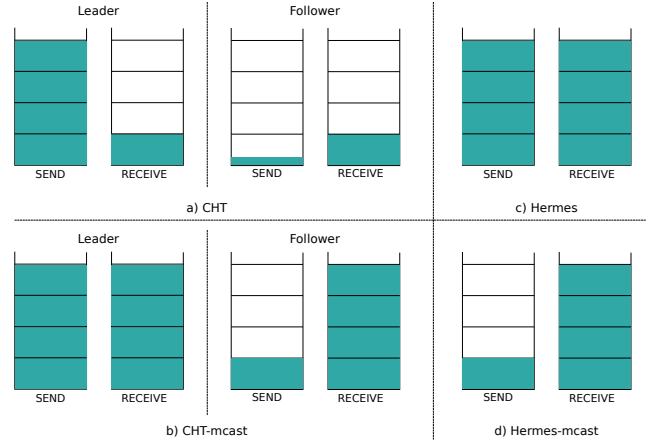 Leader
Follower
SEND
RECEIVE
SEND
RECEIVE
SEND
RECEIVE
a) CHT
c) Hermes
Leader
Follower
SEND
RECEIVE
SEND
RECEIVE
SEND
RECEIVE
b) CHT-mcast
d) Hermes-mcast